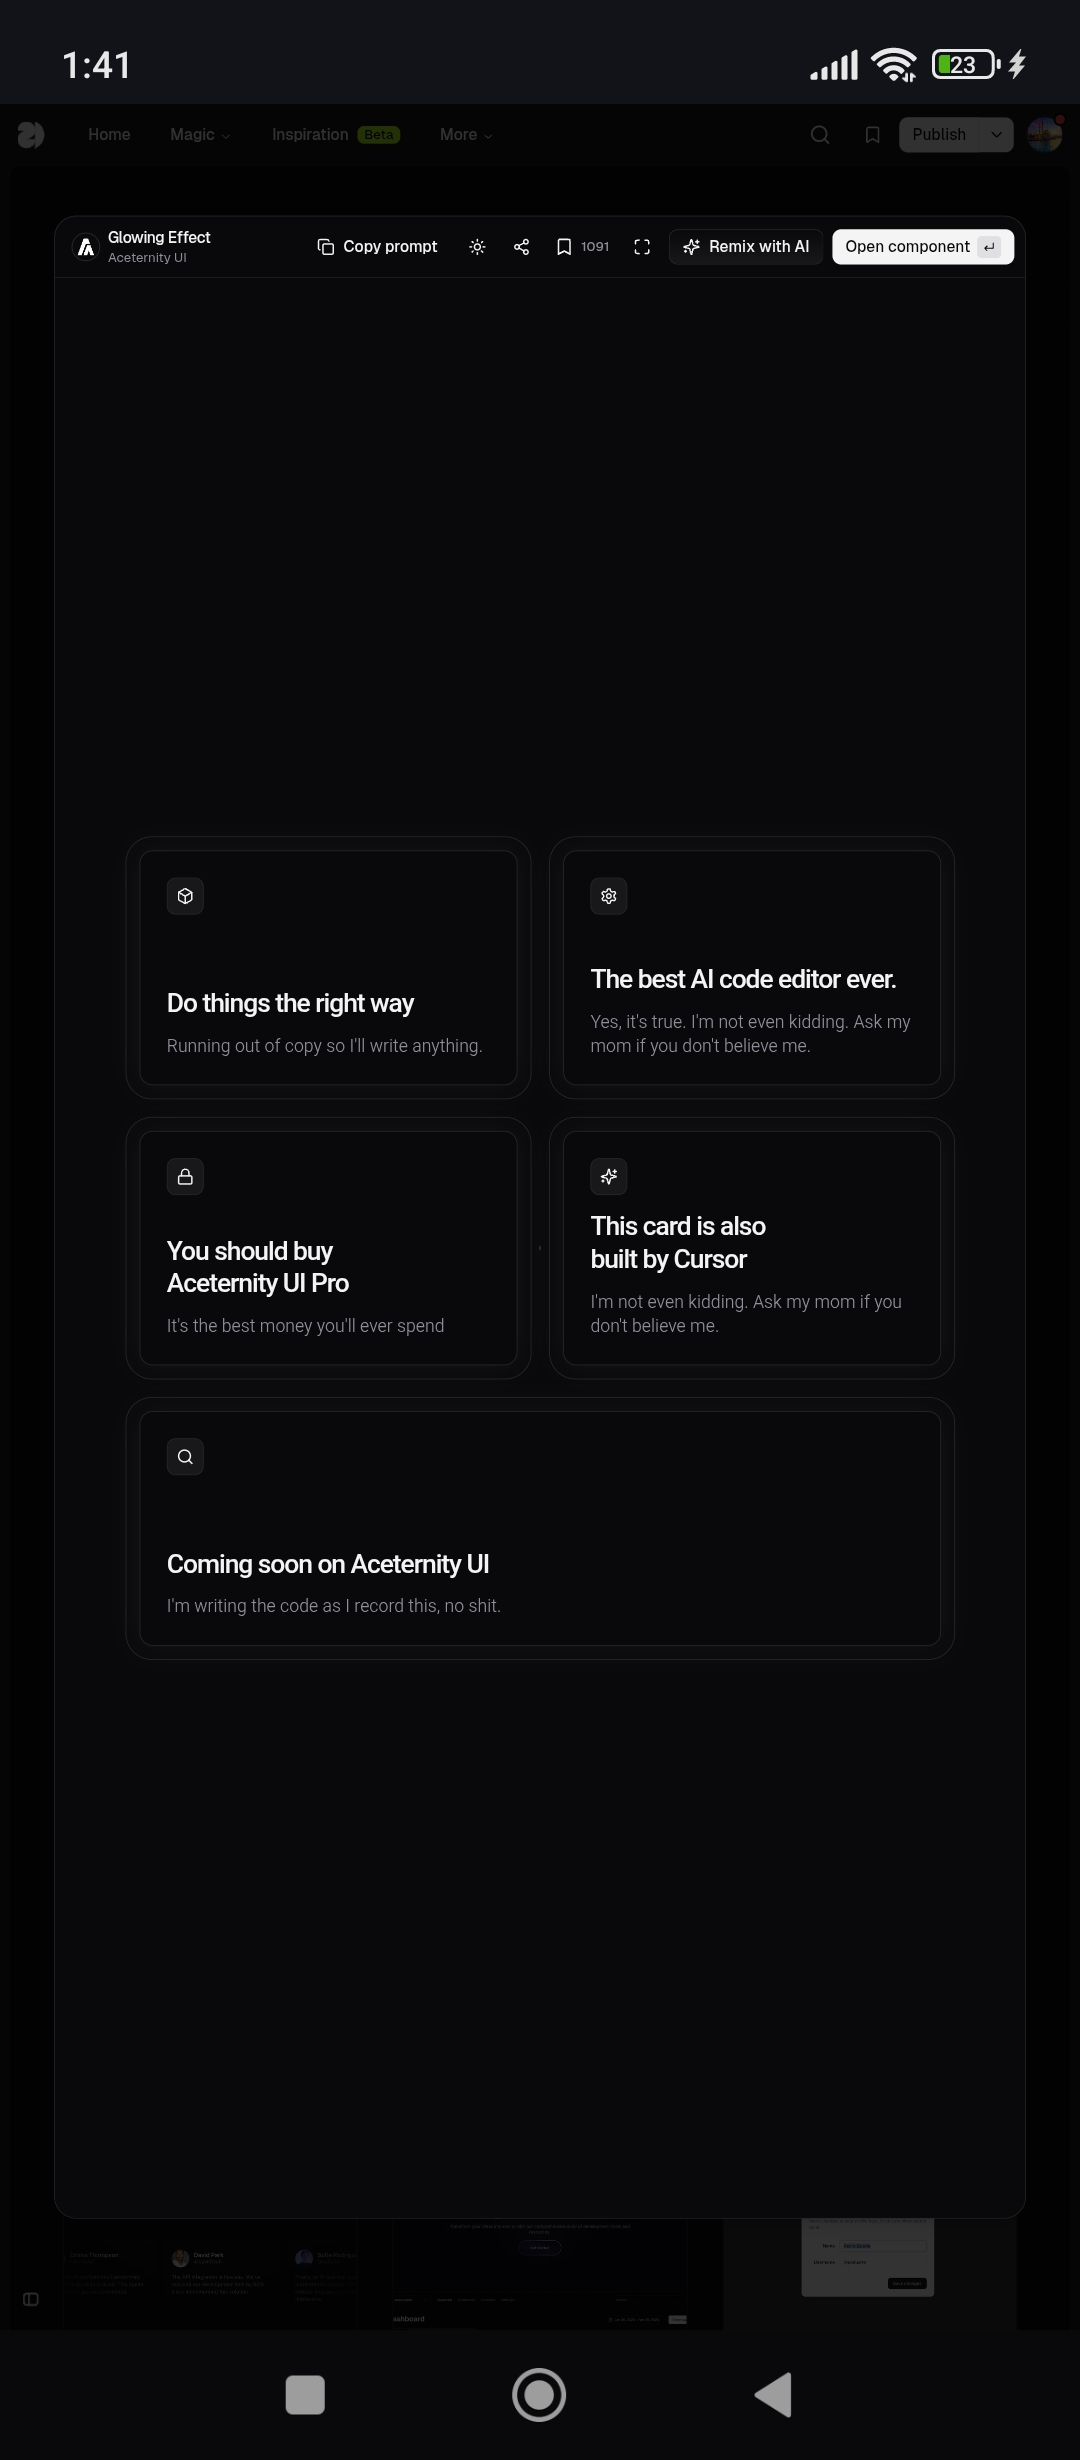 1:41
23
Home
Magic
Inspiration
Beta
More
Publish
Glowing Effect
Aceternity UI
Copy prompt
1091
Remix with AI
Open component
Do things the right way
Running out of copy so I'll write anything.
The best AI code editor ever.
Yes, it's true. I'm not even kidding. Ask my
mom if you don't believe me.
You should buy
Aceternity UI Pro
It's the best money you'll ever spend
This card is also
built by Cursor
I'm not even kidding. Ask my mom if you
don't believe me.
Coming soon on Aceternity UI
I'm writing the code as I record this, no shit.
David Park
ashboard